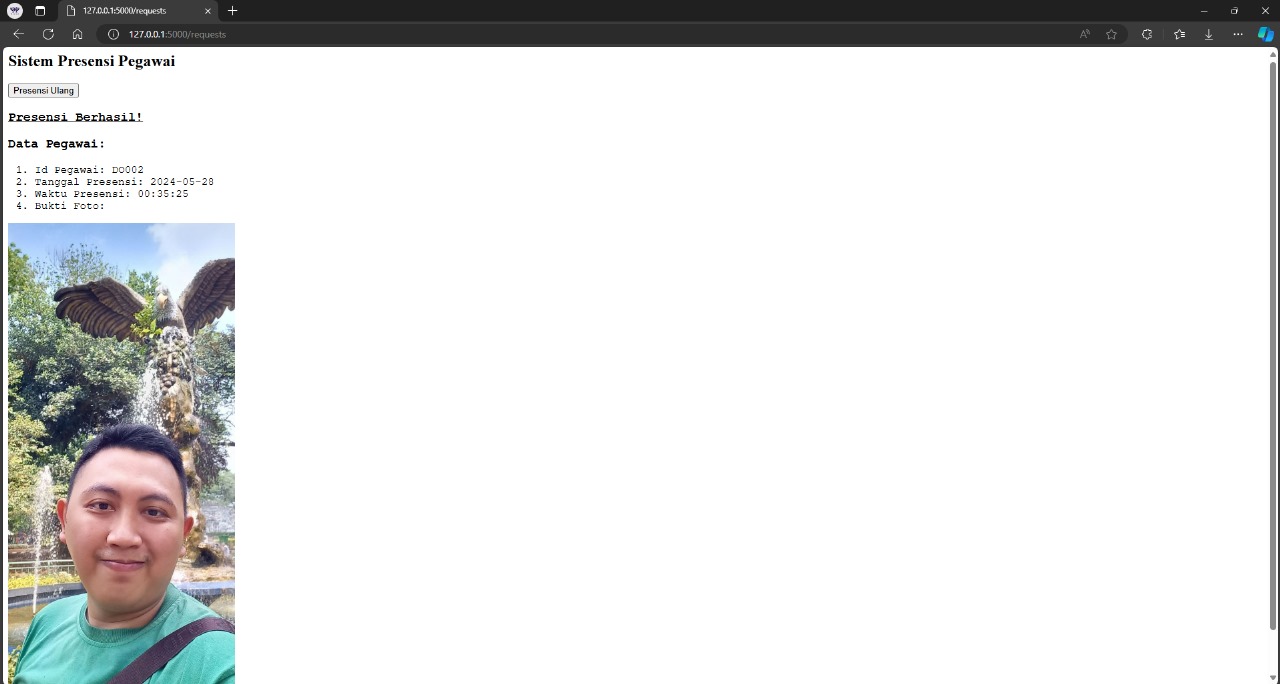 127.0.0.1:5000/requests
127.0.0.1:5000/requests
Sistem Presensi Pegawai
Presensi Ulang
Presensi Berhasil!
Data Pegawai:
1. Id Pegawai: DO002
2. Tanggal Presensi: 2024-05-28
3. Waktu Presensi: 00:35:25
4. Bukti Foto: